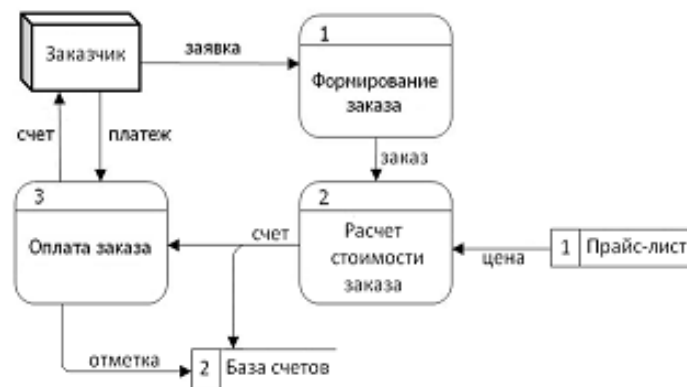 Заказчик
заявка
1
Формирование
заказа
счет
платеж
заказ
3
Оплата заказа
счет
2
Расчет
стоимости
заказа
цена
1 Прайс-лист
отметка
2 База счетов